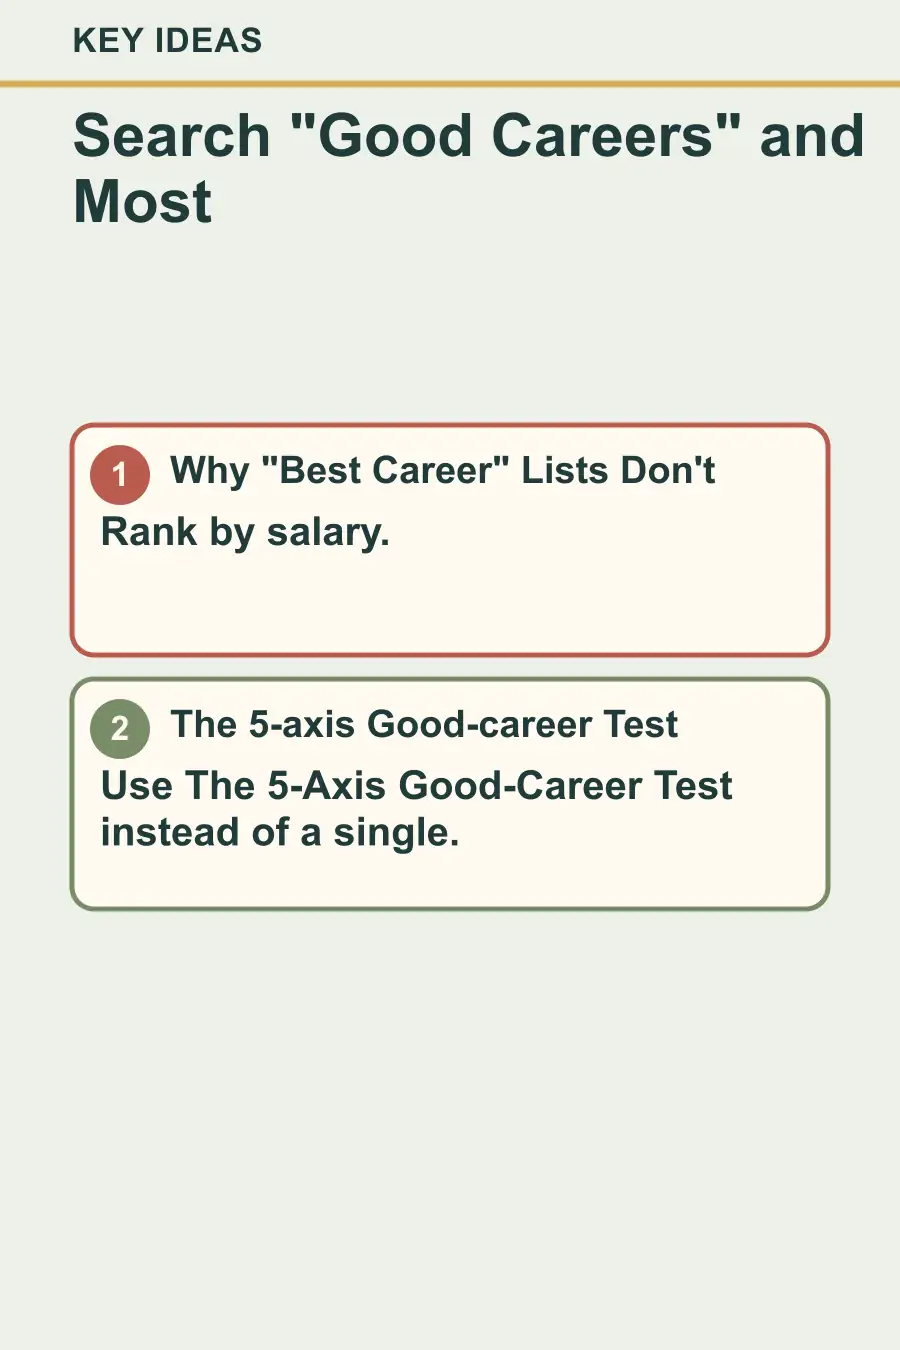 KEY IDEAS
Search "Good Careers" and
Most
1 Why "Best Career" Lists Don't
Rank by salary.
2 The 5-axis Good-career Test
Use The 5-Axis Good-Career Test
instead of a single.